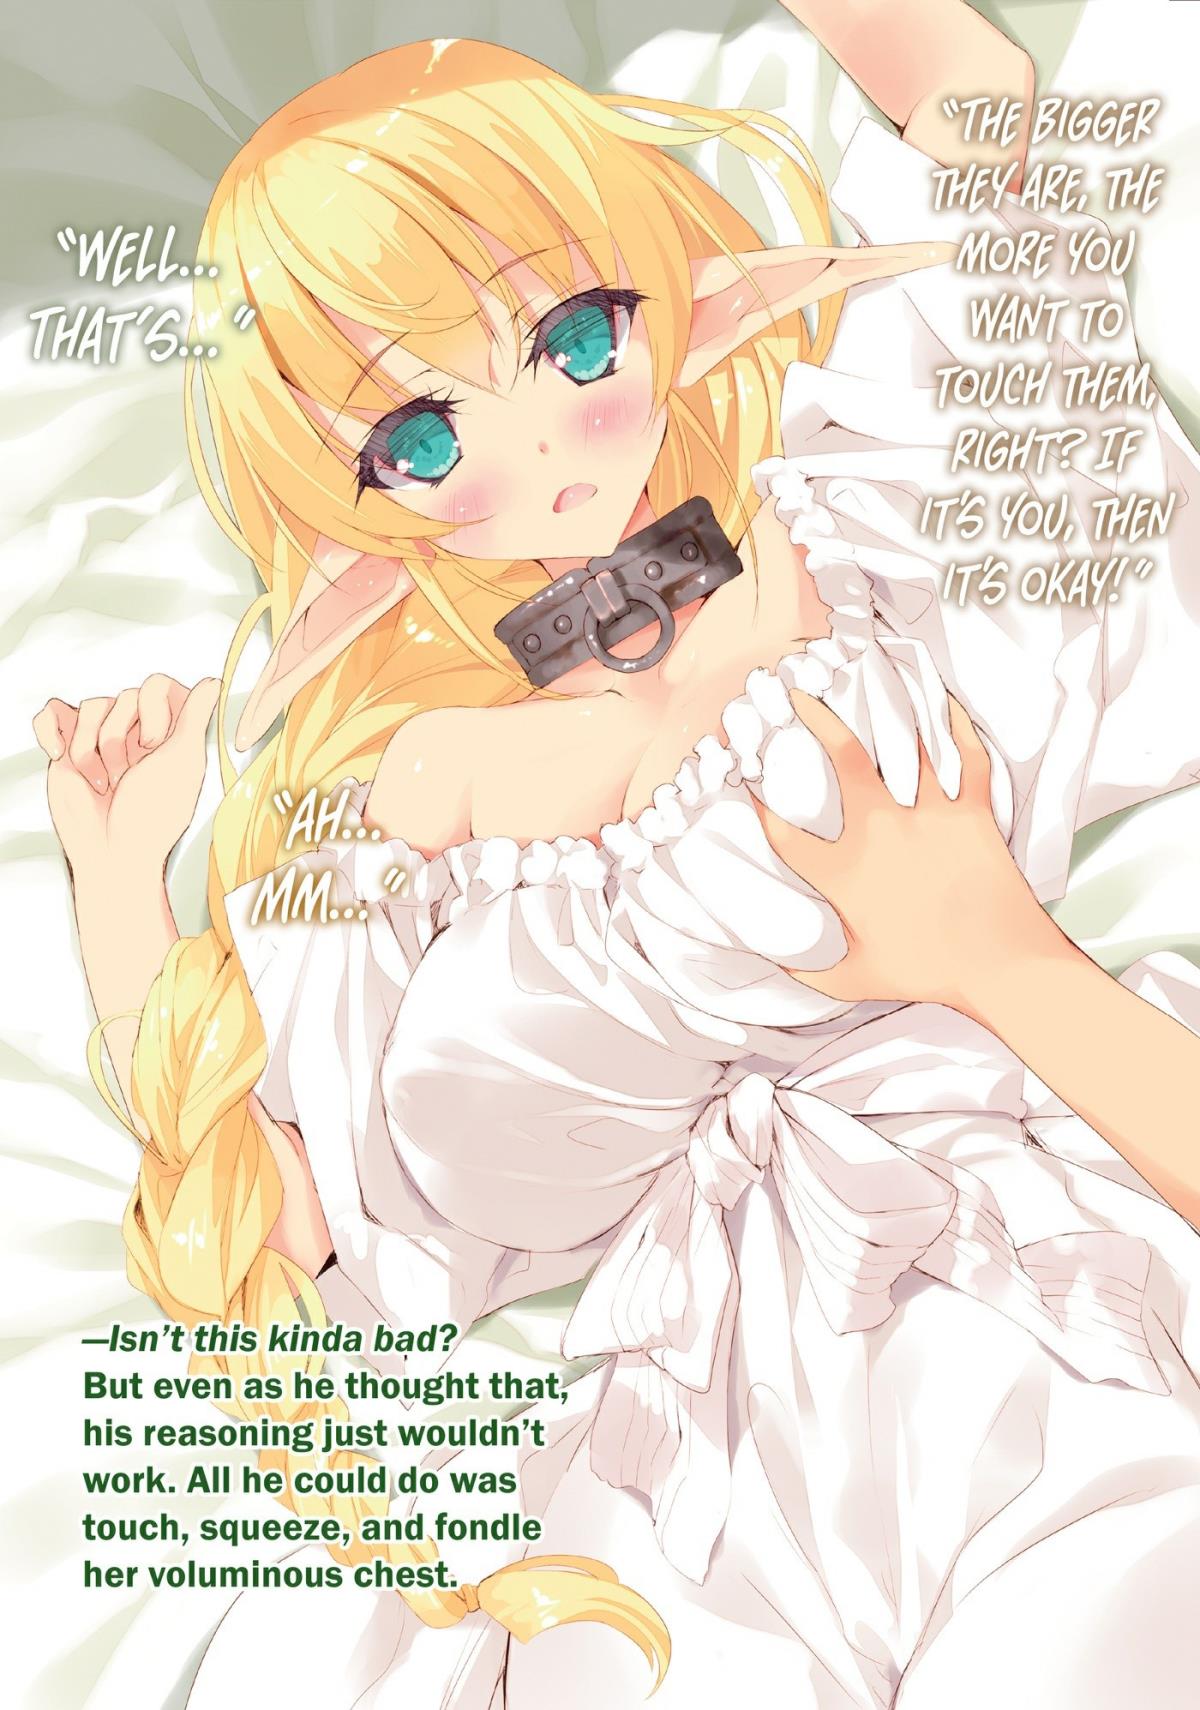 “THE BIGGER
THEY ARE, THE
MORE YOU
WANT TO
TOUCH THEM,
RIGHT? IF
IT'S YOU, THEN
IT'S OKAY!”
“WELL...
THAT'S...”
“AH...
MM...”
—Isn't this kinda bad?
But even as he thought that,
his reasoning just wouldn't
work. All he could do was
touch, squeeze, and fondle
her voluminous chest.